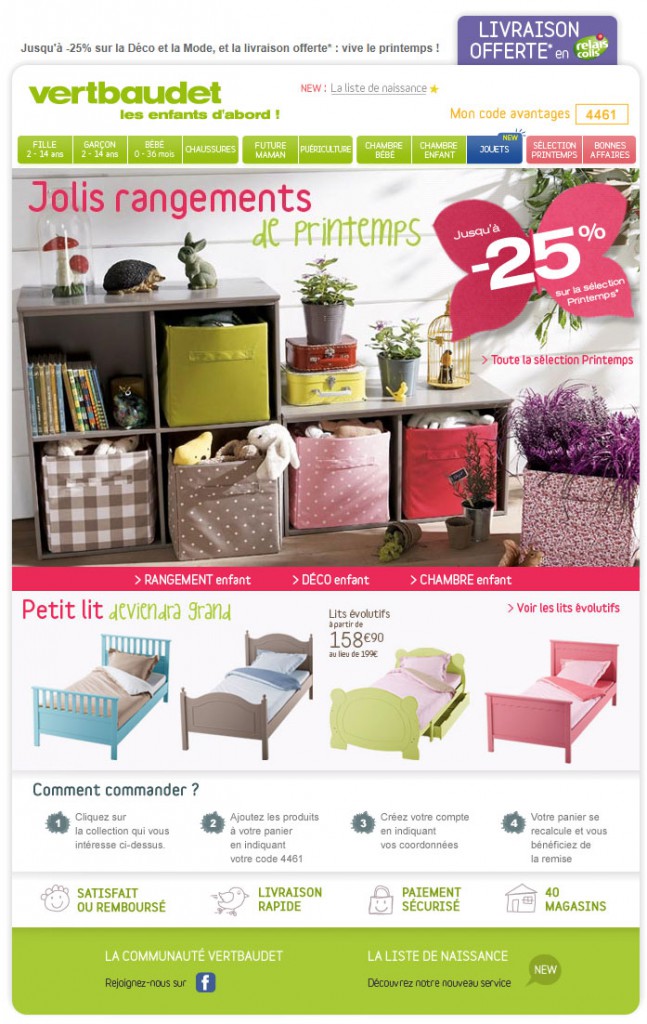 Jusqu'à -25% sur la Déco et la Mode, et la livraison offerte* : vive le printemps !
LIVRAISON
OFFERTE* en relais colis
vertbaudet
les enfants d'abord !
NEW : La liste de naissance
Mon code avantages 4461
FILLE
2 - 14 ans
GARÇON
2 - 14 ans
BÉBÉ
0 - 36 mois
CHAUSSURES
FUTURE
MAMAN
PUÉRICULTURE
CHAMBRE
BÉBÉ
CHAMBRE
ENFANT
NEW
JOUETS
SÉLECTION
PRINTEMPS
BONNES
AFFAIRES
Jolis rangements
de printemps
Jusqu'à
-25%
sur la sélection
Printemps*
> Toute la sélection Printemps
> RANGEMENT enfant > DÉCO enfant > CHAMBRE enfant
Petit lit deviendra grand
Lits évolutifs
à partir de
158€90
au lieu de 199€
> Voir les lits évolutifs
Comment commander ?
1
Cliquez sur
la collection qui vous
intéresse ci-dessus.
2
Ajoutez les produits
à votre panier
en indiquant
votre code 4461
3
Créez votre compte
en indiquant
vos coordonnées
4
Votre panier se
recalcule et vous
bénéficiez de
la remise
SATISFAIT
OU REMBOURSÉ
LIVRAISON
RAPIDE
PAIEMENT
SÉCURISÉ
40
MAGASINS
LA COMMUNAUTÉ VERTBAUDET
Rejoignez-nous sur f
LA LISTE DE NAISSANCE
Découvrez notre nouveau service
NEW